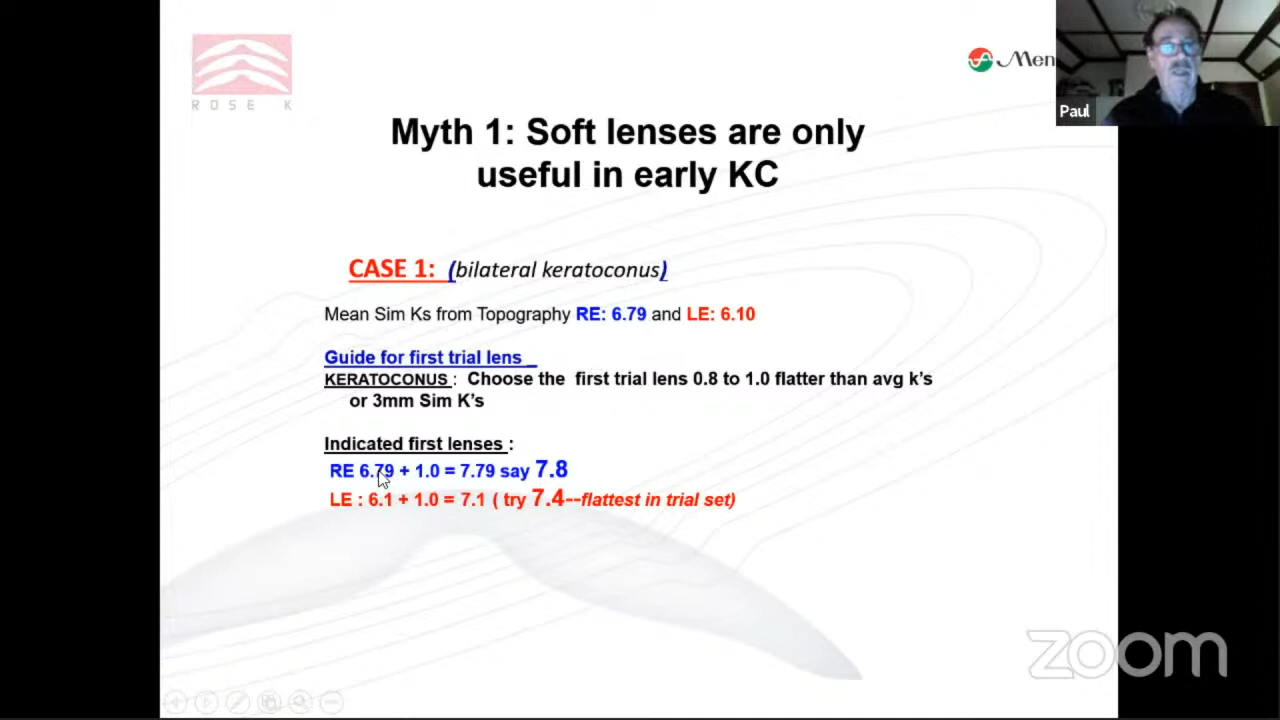 ROSE K
Men
Paul
Myth 1: Soft lenses are only
useful in early KC
CASE 1: (bilateral keratoconus)
Mean Sim Ks from Topography RE: 6.79 and LE: 6.10
Guide for first trial lens _
KERATOCONUS : Choose the first trial lens 0.8 to 1.0 flatter than avg k's
or 3mm Sim K's
Indicated first lenses :
RE 6.79 + 1.0 = 7.79 say 7.8
LE : 6.1 + 1.0 = 7.1 ( try 7.4--flattest in trial set)
zoom